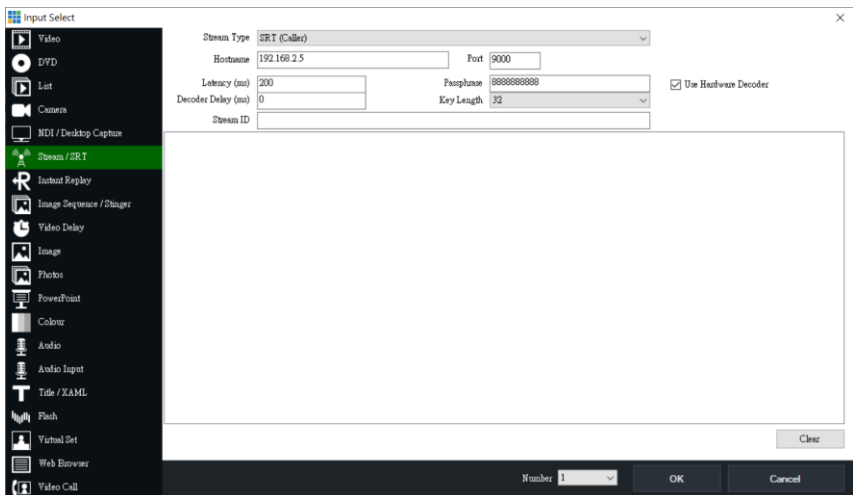 Input Select
Video
DVD
List
Camera
NDI / Desktop Capture
Stream / SRT
Instant Replay
Image Sequence / Stinger
Video Delay
Image
Photos
PowerPoint
Colour
Audio
Audio Input
Title / XAML
Flash
Virtual Set
Web Browser
Video Call
Stream Type SRT (Caller)
Hostname 192.168.2.5 Port 9000
Latency (ms) 200 Passphrase 8888888888 Use Hardware Decoder
Decoder Delay (ms) 0 Key Length 32
Stream ID
Clear
Number 1 OK Cancel